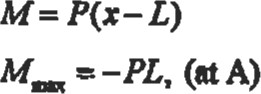 M = P(x − L)
M_max = −PL, (at A)